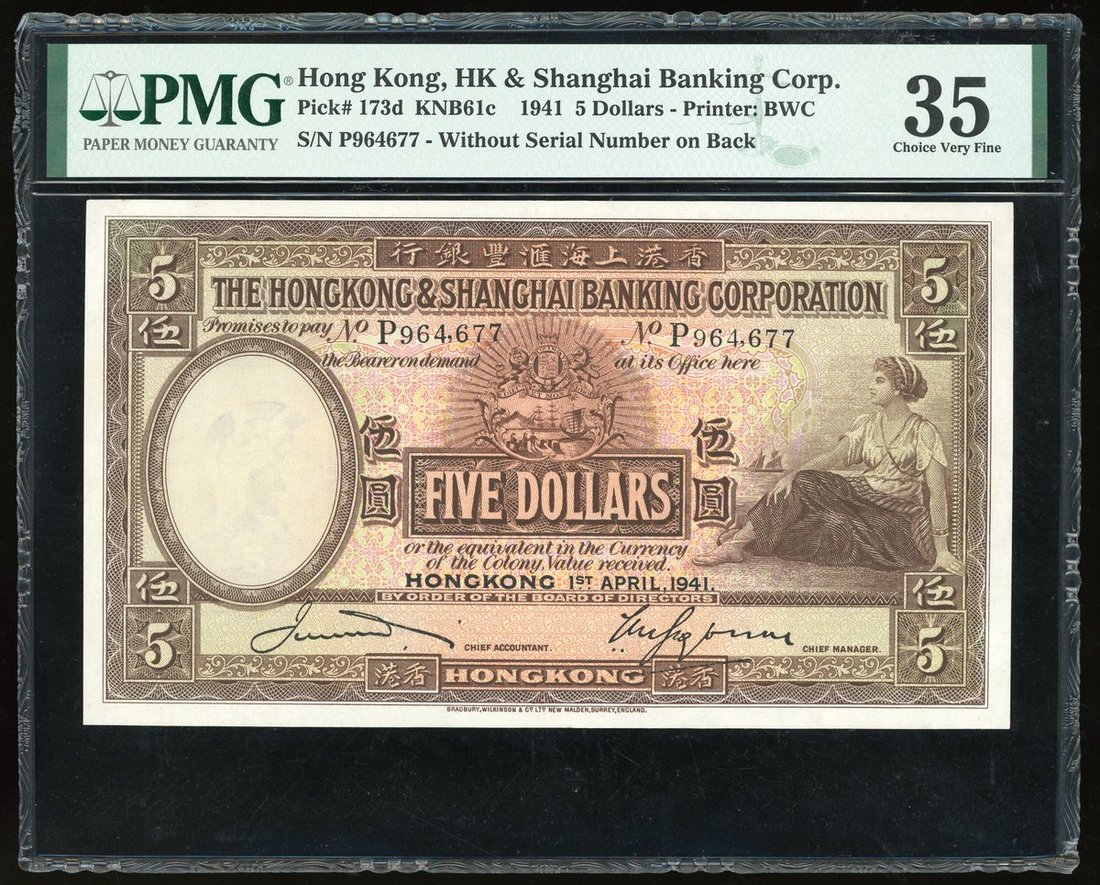 PMG®
PAPER MONEY GUARANTY
Hong Kong, HK & Shanghai Banking Corp.
Pick# 173d KNB61c 1941 5 Dollars - Printer: BWC
S/N P964677 - Without Serial Number on Back
35
Choice Very Fine
行銀豐滙海上港香
5
5
THE HONGKONG & SHANGHAI BANKING CORPORATION
伍
伍
Promises to pay No P964,677 No P964,677
the Bearer on demand at its Office here
伍圓
伍圓
FIVE DOLLARS
or the equivalent in the Currency
of the Colony, Value received.
HONGKONG 1ST APRIL, 1941.
BY ORDER OF THE BOARD OF DIRECTORS
伍
伍
5
5
CHIEF ACCOUNTANT.
CHIEF MANAGER.
港香 HONGKONG 港香
BRADBURY, WILKINSON & Co LTD NEW MALDEN, SURREY, ENGLAND.